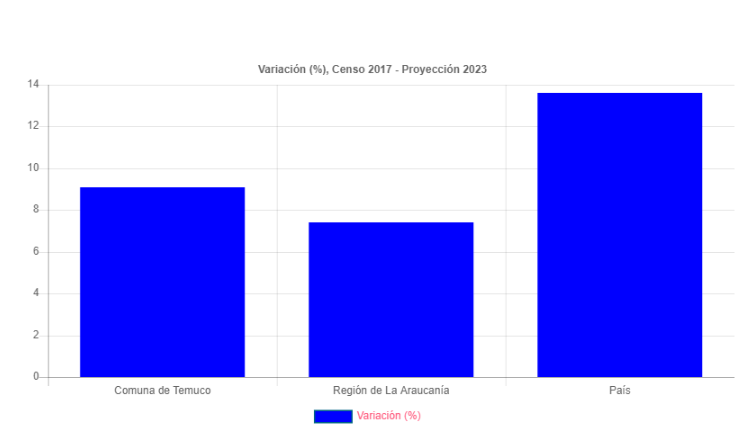 Variación (%), Censo 2017 - Proyección 2023
14
12
10
8
6
4
2
0
Comuna de Temuco Región de La Araucanía País
Variación (%)